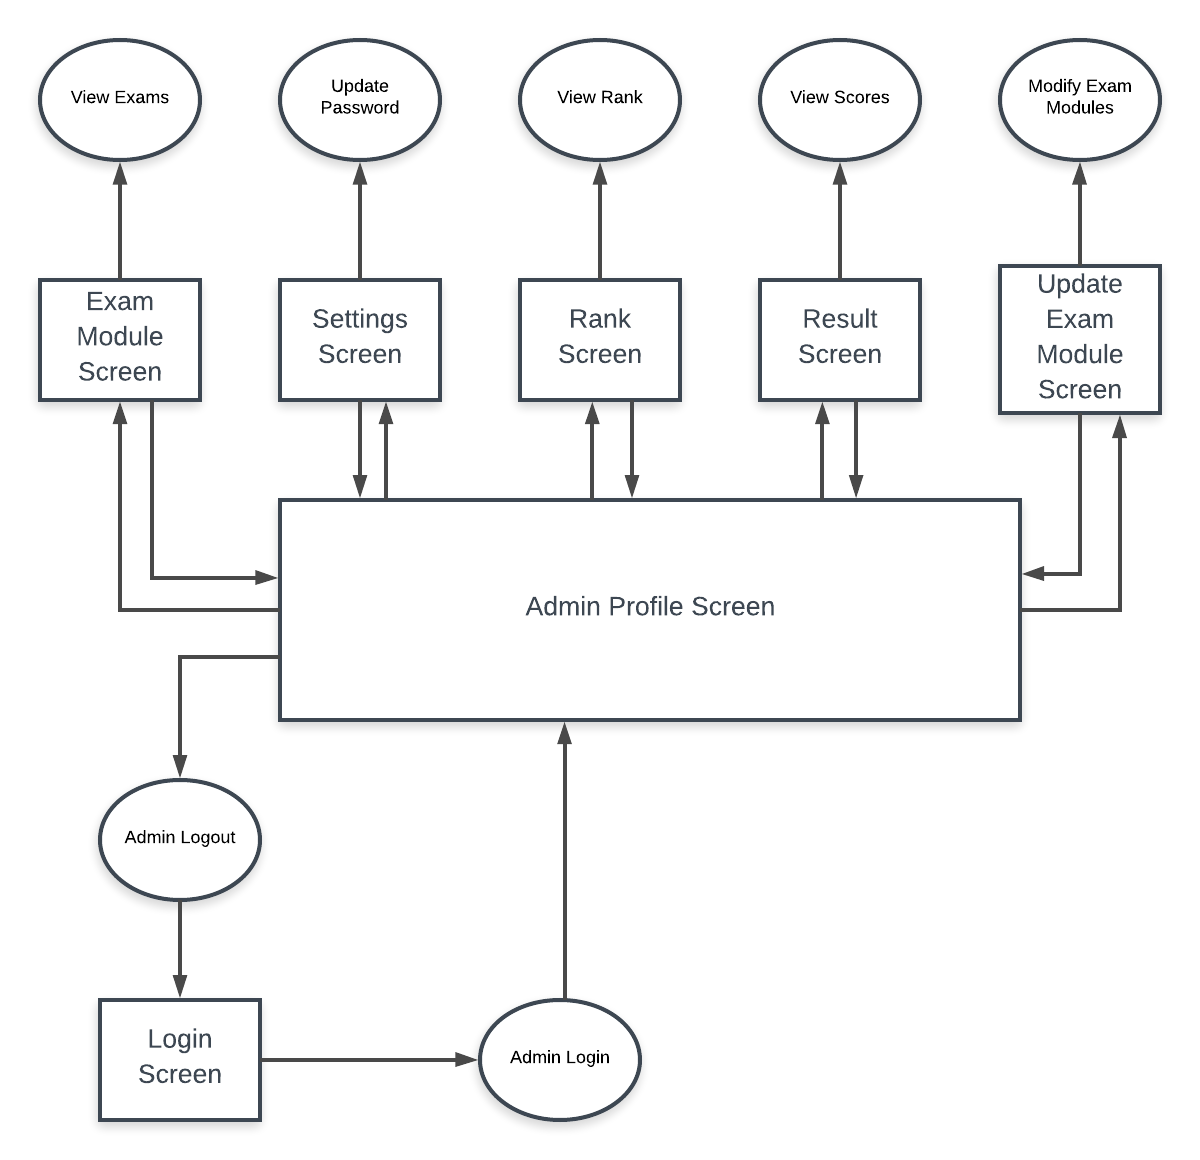 View Exams
Update
Password
View Rank
View Scores
Modify Exam
Modules
Exam
Module
Screen
Settings
Screen
Rank
Screen
Result
Screen
Update
Exam
Module
Screen
Admin Profile Screen
Admin Logout
Login
Screen
Admin Login